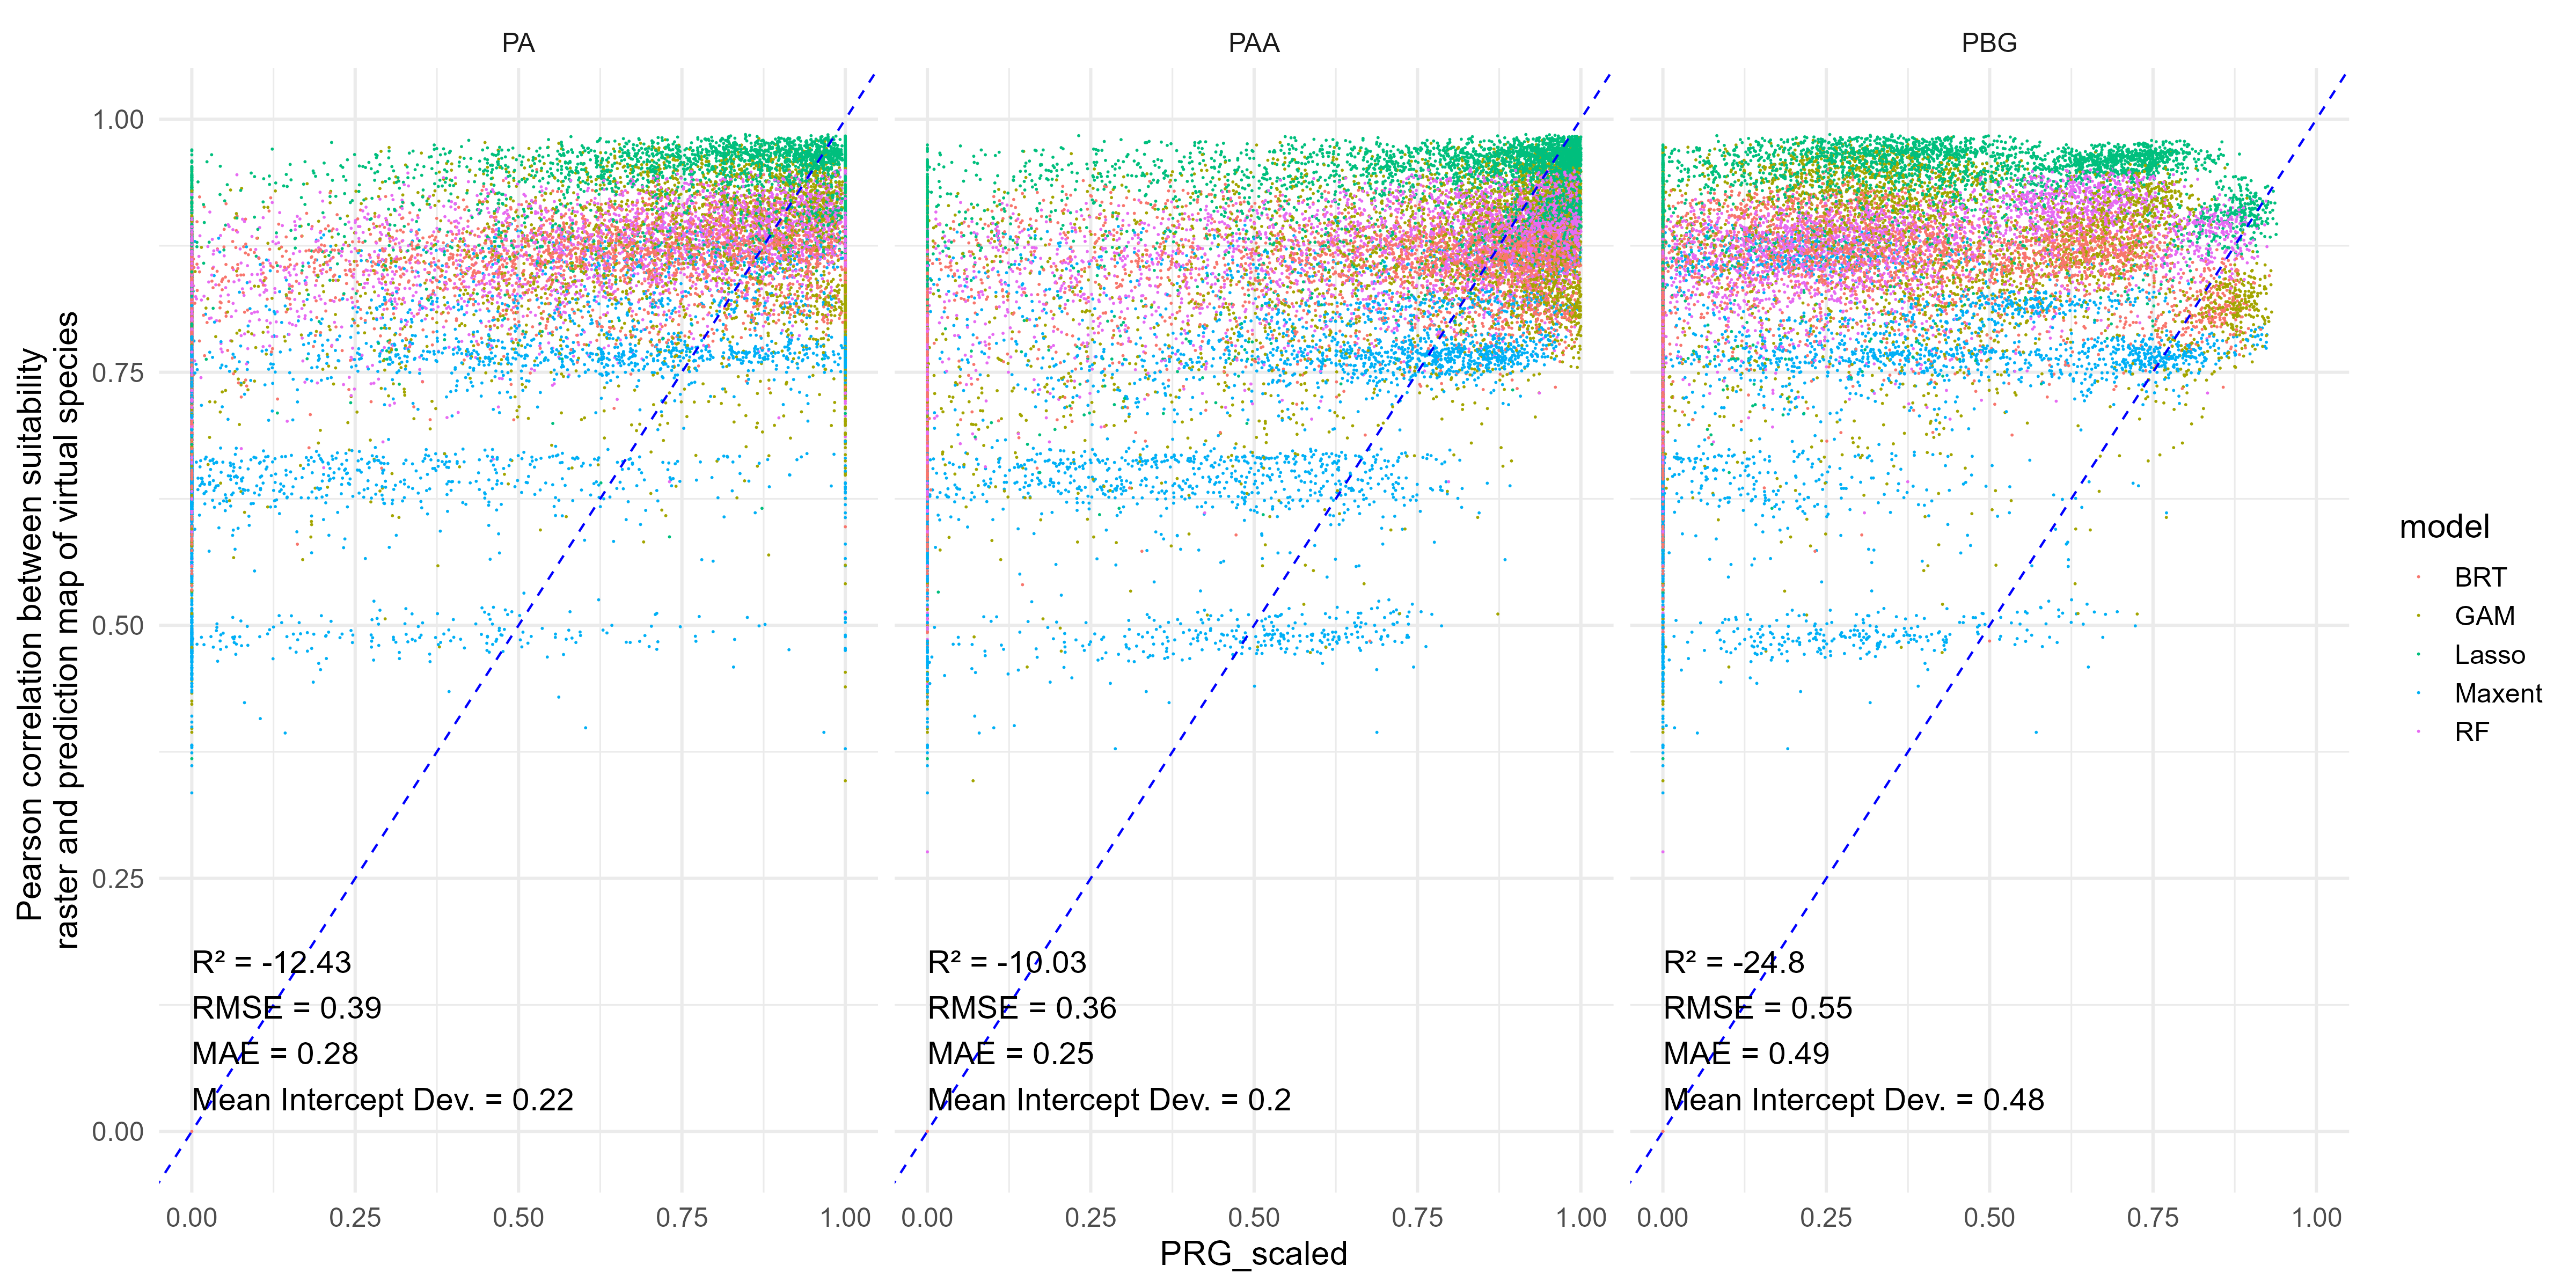 PA
PAA
PBG
Pearson correlation between suitability
raster and prediction map of virtual species
1.00
0.75
0.50
0.25
0.00
R² = -12.43
RMSE = 0.39
MAE = 0.28
Mean Intercept Dev. = 0.22
R² = -10.03
RMSE = 0.36
MAE = 0.25
Mean Intercept Dev. = 0.2
R² = -24.8
RMSE = 0.55
MAE = 0.49
Mean Intercept Dev. = 0.48
0.00 0.25 0.50 0.75 1.00
0.00 0.25 0.50 0.75 1.00
0.00 0.25 0.50 0.75 1.00
PRG_scaled
model
BRT
GAM
Lasso
Maxent
RF